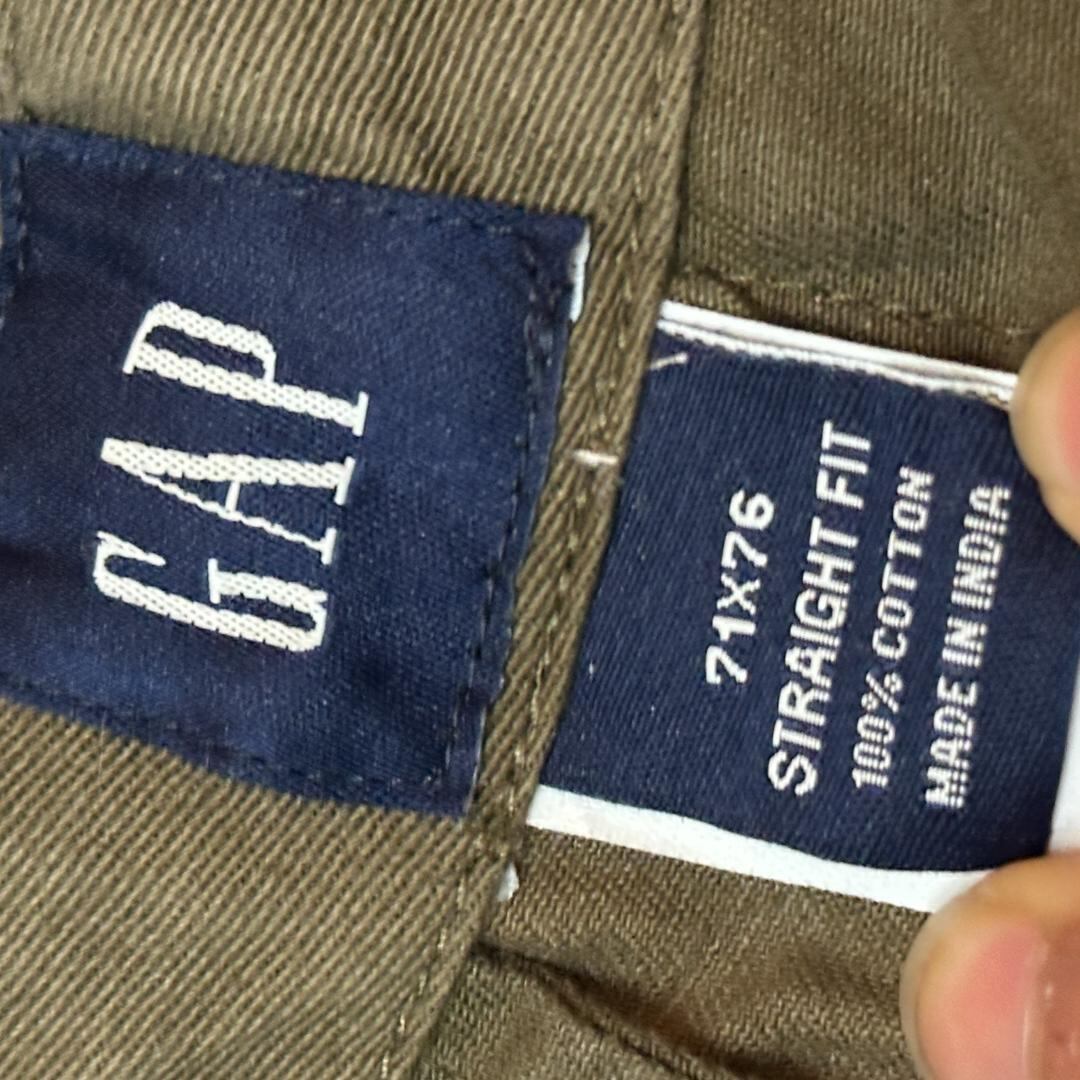 GAP
71X76
STRAIGHT FIT
100% COTTON
MADE IN INDIA